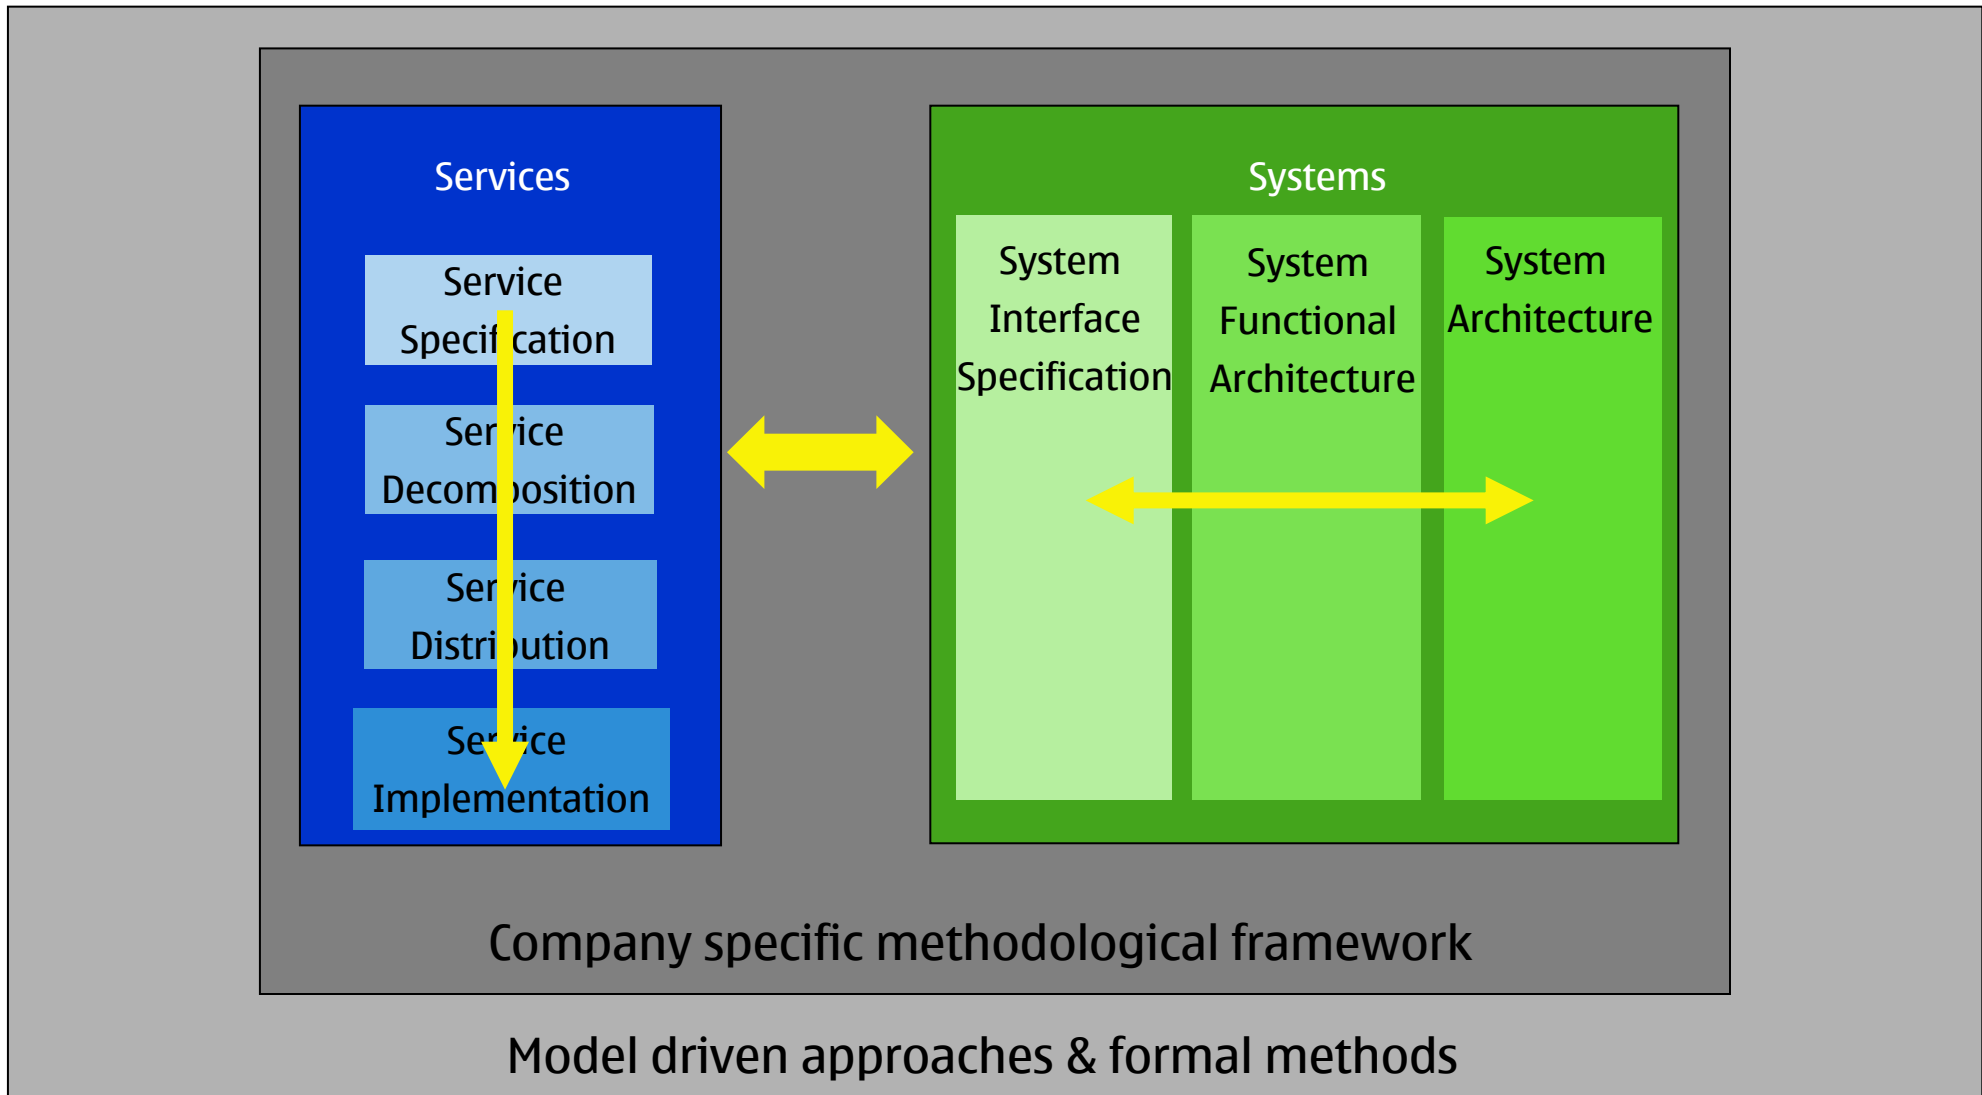 Services
Service
Specification
Service
Decomposition
Service
Distribution
Service
Implementation
Systems
System
Interface
Specification
System
Functional
Architecture
System
Architecture
Company specific methodological framework
Model driven approaches & formal methods